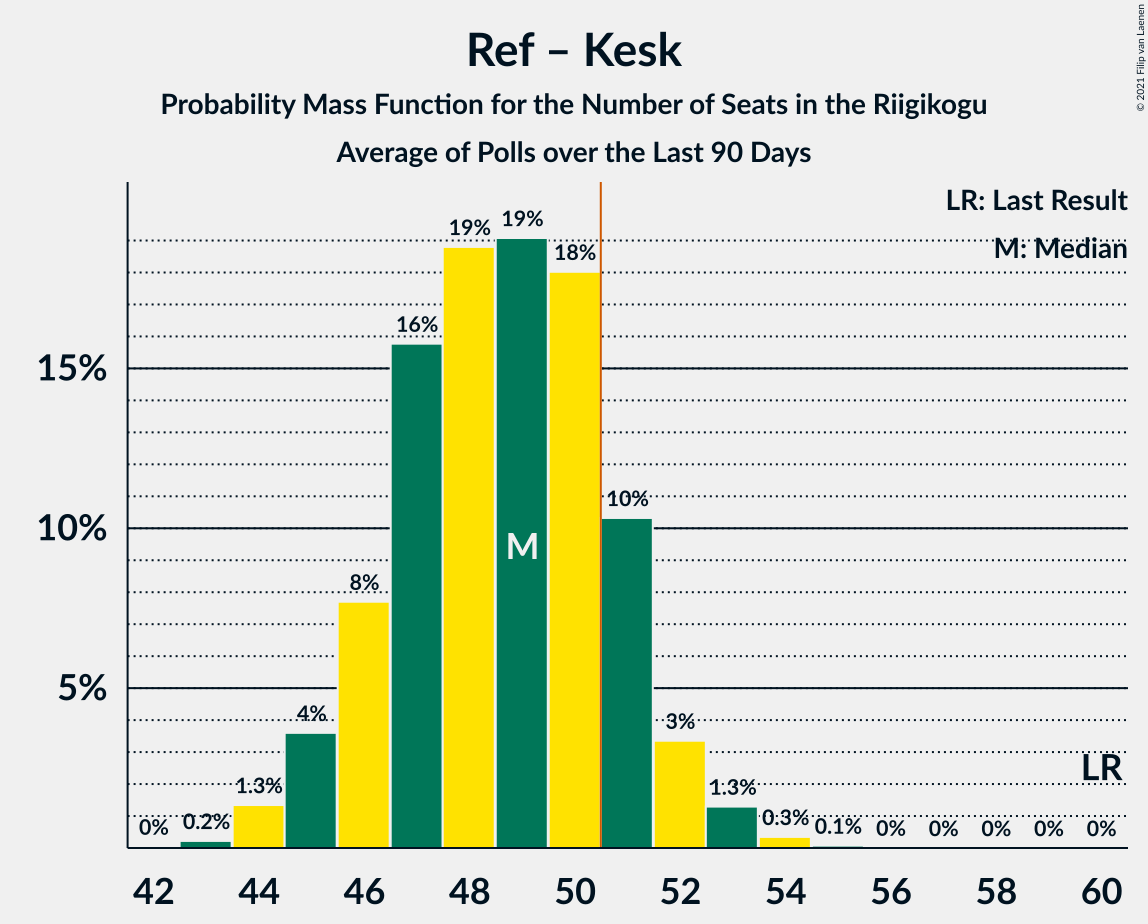 Ref – Kesk
Probability Mass Function for the Number of Seats in the Riigikogu
Average of Polls over the Last 90 Days
© 2021 Filip van Laenen
LR: Last Result
M: Median
15%
10%
5%
0%
0.2%
1.3%
4%
8%
16%
19%
19%
18%
10%
3%
1.3%
0.3%
0.1%
0%
0%
0%
0%
0%
M
LR
42 44 46 48 50 52 54 56 58 60